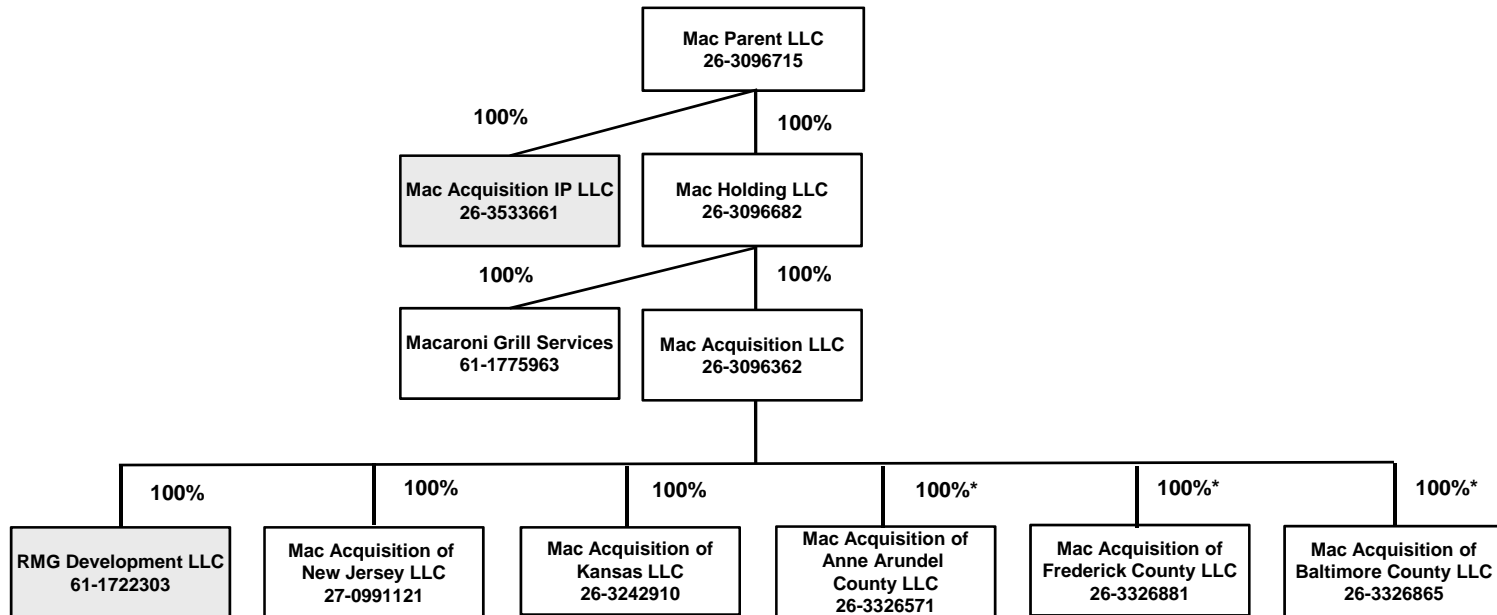 Mac Parent LLC
26-3096715
100%
100%
Mac Acquisition IP LLC
26-3533661
Mac Holding LLC
26-3096682
100%
100%
Macaroni Grill Services
61-1775963
Mac Acquisition LLC
26-3096362
100%
100%
100%
100%*
100%*
100%*
RMG Development LLC
61-1722303
Mac Acquisition of
New Jersey LLC
27-0991121
Mac Acquisition of
Kansas LLC
26-3242910
Mac Acquisition of
Anne Arundel
County LLC
26-3326571
Mac Acquisition of
Frederick County LLC
26-3326881
Mac Acquisition of
Baltimore County LLC
26-3326865